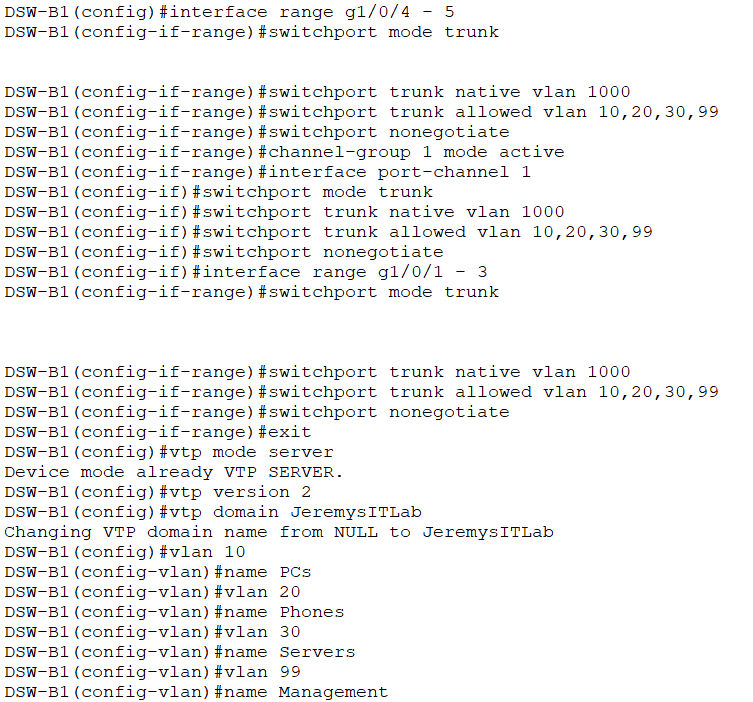 DSW-B1(config)#interface range g1/0/4 - 5
DSW-B1(config-if-range)#switchport mode trunk
DSW-B1(config-if-range)#switchport trunk native vlan 1000
DSW-B1(config-if-range)#switchport trunk allowed vlan 10,20,30,99
DSW-B1(config-if-range)#switchport nonegotiate
DSW-B1(config-if-range)#channel-group 1 mode active
DSW-B1(config-if-range)#interface port-channel 1
DSW-B1(config-if)#switchport mode trunk
DSW-B1(config-if)#switchport trunk native vlan 1000
DSW-B1(config-if)#switchport trunk allowed vlan 10,20,30,99
DSW-B1(config-if)#switchport nonegotiate
DSW-B1(config-if)#interface range g1/0/1 - 3
DSW-B1(config-if-range)#switchport mode trunk
DSW-B1(config-if-range)#switchport trunk native vlan 1000
DSW-B1(config-if-range)#switchport trunk allowed vlan 10,20,30,99
DSW-B1(config-if-range)#switchport nonegotiate
DSW-B1(config-if-range)#exit
DSW-B1(config)#vtp mode server
Device mode already VTP SERVER.
DSW-B1(config)#vtp version 2
DSW-B1(config)#vtp domain JeremysITLab
Changing VTP domain name from NULL to JeremysITLab
DSW-B1(config)#vlan 10
DSW-B1(config-vlan)#name PCs
DSW-B1(config-vlan)#vlan 20
DSW-B1(config-vlan)#name Phones
DSW-B1(config-vlan)#vlan 30
DSW-B1(config-vlan)#name Servers
DSW-B1(config-vlan)#vlan 99
DSW-B1(config-vlan)#name Management